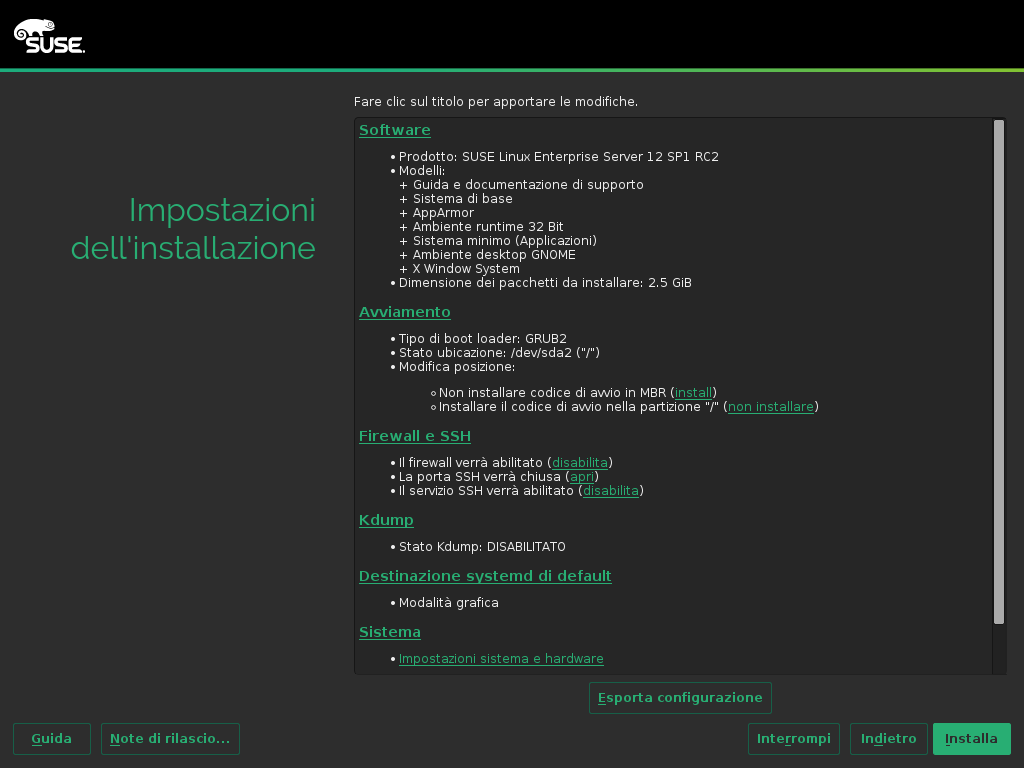 SUSE.
Fare clic sul titolo per apportare le modifiche.
Impostazioni
dell'installazione
Software
• Prodotto: SUSE Linux Enterprise Server 12 SP1 RC2
• Modelli:
+ Guida e documentazione di supporto
+ Sistema di base
+ AppArmor
+ Ambiente runtime 32 Bit
+ Sistema minimo (Applicazioni)
+ Ambiente desktop GNOME
+ X Window System
• Dimensione dei pacchetti da installare: 2.5 GiB
Avviamento
• Tipo di boot loader: GRUB2
• Stato ubicazione: /dev/sda2 ("/")
• Modifica posizione:
◦ Non installare codice di avvio in MBR (install)
◦ Installare il codice di avvio nella partizione "/" (non installare)
Firewall e SSH
• Il firewall verrà abilitato (disabilita)
• La porta SSH verrà chiusa (apri)
• Il servizio SSH verrà abilitato (disabilita)
Kdump
• Stato Kdump: DISABILITATO
Destinazione systemd di default
• Modalità grafica
Sistema
• Impostazioni sistema e hardware
Esporta configurazione
Guida
Note di rilascio...
Interrompi
Indietro
Installa